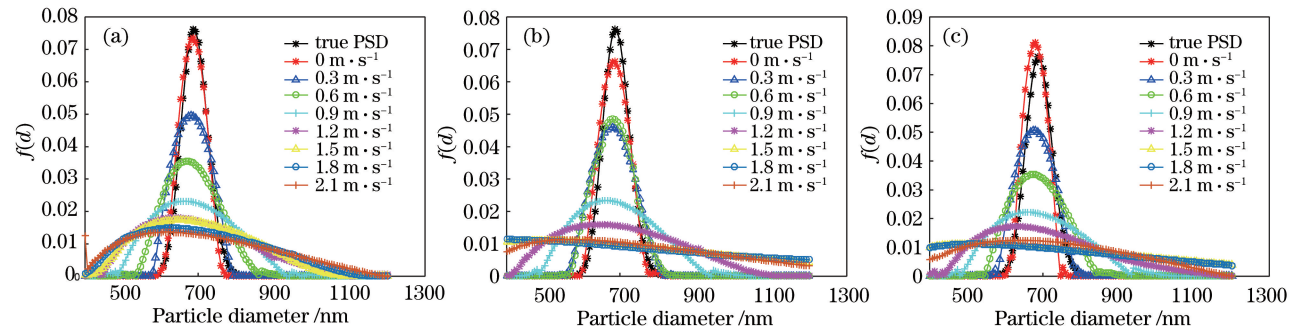 (a)
f(d)
0.08
0.07
0.06
0.05
0.04
0.03
0.02
0.01
0
true PSD
0 m · s⁻¹
0.3 m · s⁻¹
0.6 m · s⁻¹
0.9 m · s⁻¹
1.2 m · s⁻¹
1.5 m · s⁻¹
1.8 m · s⁻¹
2.1 m · s⁻¹
500 700 900 1100 1300
Particle diameter /nm
(b)
f(d)
0.08
0.07
0.06
0.05
0.04
0.03
0.02
0.01
0
true PSD
0 m · s⁻¹
0.3 m · s⁻¹
0.6 m · s⁻¹
0.9 m · s⁻¹
1.2 m · s⁻¹
1.5 m · s⁻¹
1.8 m · s⁻¹
2.1 m · s⁻¹
500 700 900 1100 1300
Particle diameter /nm
(c)
f(d)
0.09
0.08
0.07
0.06
0.05
0.04
0.03
0.02
0.01
0
true PSD
0 m · s⁻¹
0.3 m · s⁻¹
0.6 m · s⁻¹
0.9 m · s⁻¹
1.2 m · s⁻¹
1.5 m · s⁻¹
1.8 m · s⁻¹
2.1 m · s⁻¹
500 700 900 1100 1300
Particle diameter /nm